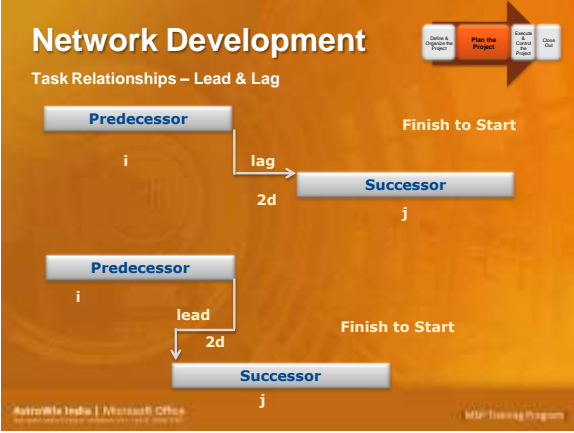 Network Development
Define &
Organize the
Project
Plan the
Project
Execute
&
Control
the
Project
Close
Out
Task Relationships – Lead & Lag
Predecessor
Finish to Start
i
lag
Successor
2d
j
Predecessor
i
lead
Finish to Start
2d
Successor
j
AstroWix India | Microsoft Office
MSP Training Program